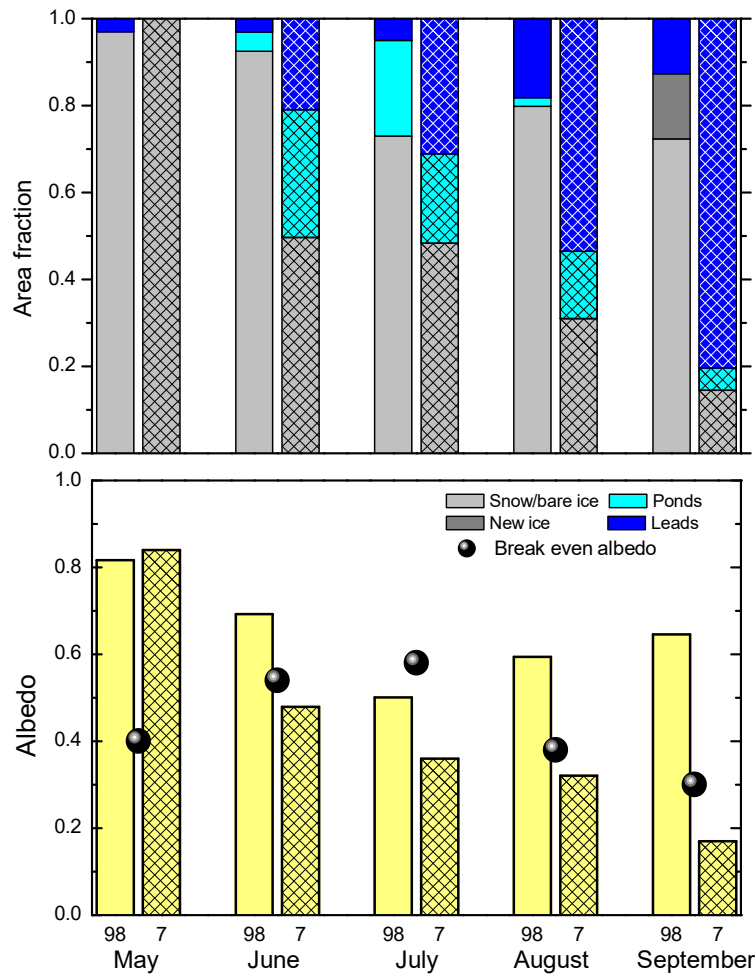 Area fraction
1.0
0.8
0.6
0.4
0.2
0.0
Albedo
1.0
0.8
0.6
0.4
0.2
0.0
Snow/bare ice Ponds
New ice Leads
Break even albedo
98 7 98 7 98 7 98 7 98 7
May June July August September